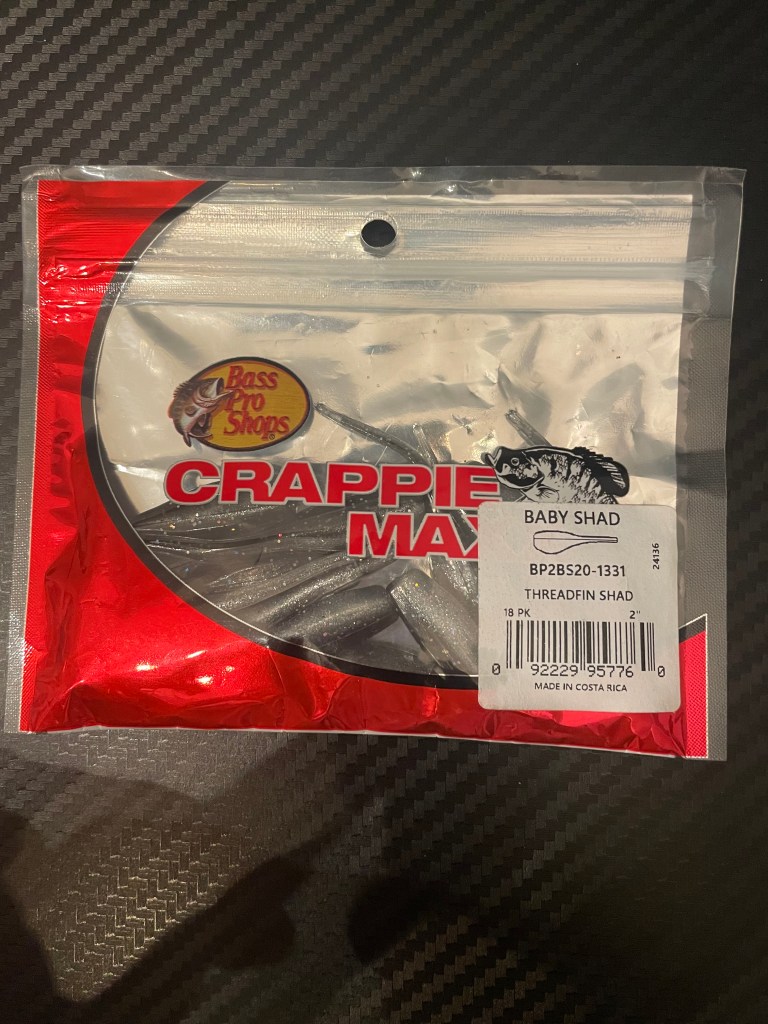 Bass
Pro
Shops®
CRAPPIE
MAX
BABY SHAD
BP2BS20-1331
THREADFIN SHAD
24136
18 PK 2"
0 92229 95776 0
MADE IN COSTA RICA